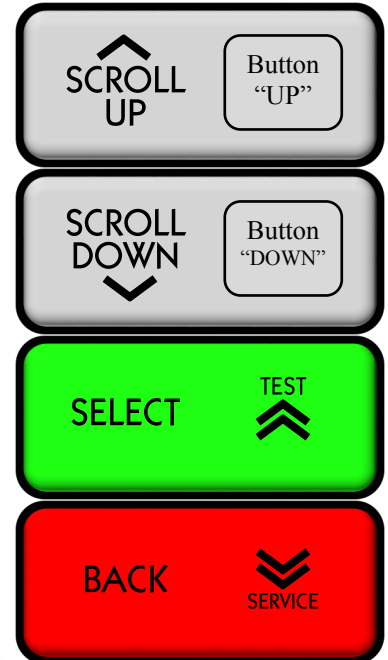 SCROLL
UP
Button
“UP”
SCROLL
DOWN
Button
“DOWN”
SELECT
TEST
BACK
SERVICE